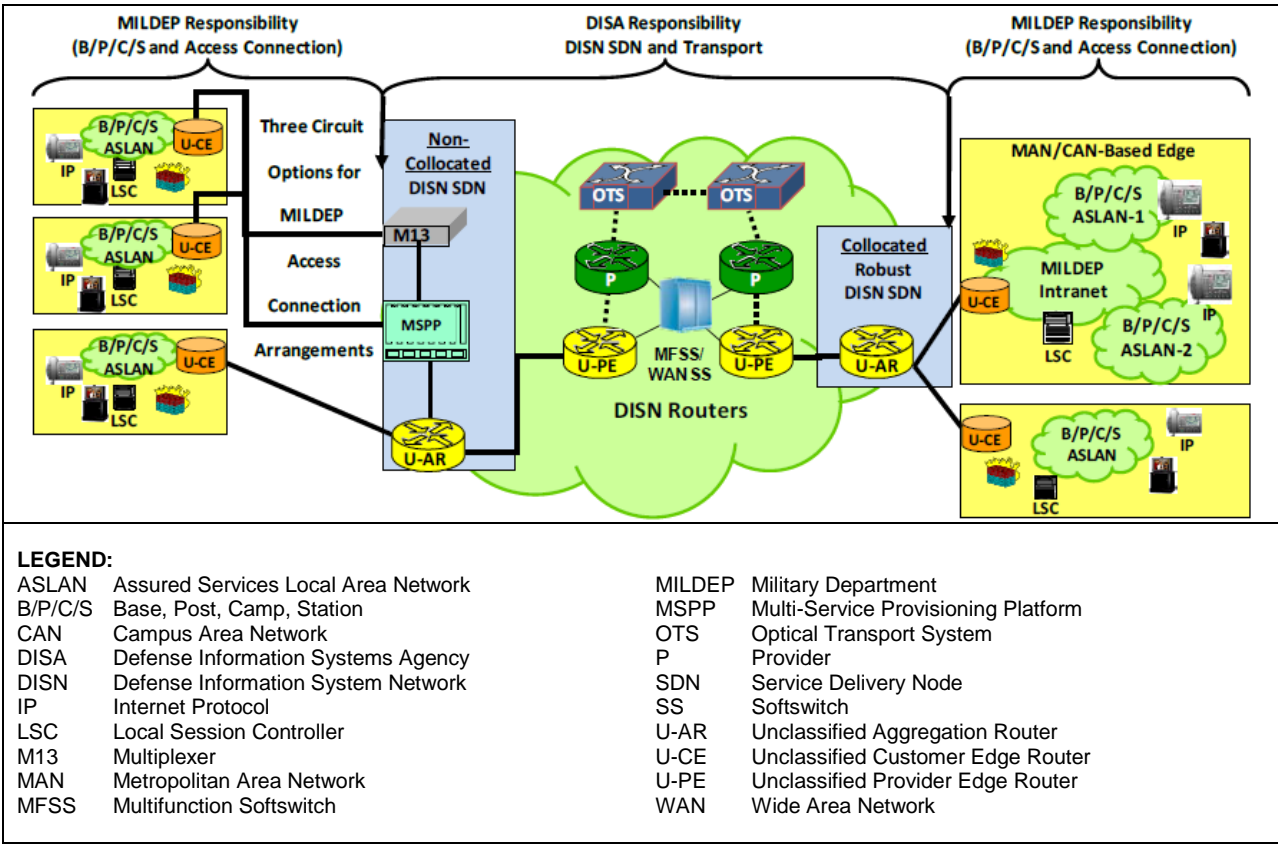 MILDEP Responsibility
(B/P/C/S and Access Connection)
DISA Responsibility
DISN SDN and Transport
MILDEP Responsibility
(B/P/C/S and Access Connection)
B/P/C/S
ASLAN
U-CE
IP
LSC
B/P/C/S
ASLAN
U-CE
IP
LSC
B/P/C/S
ASLAN
U-CE
IP
LSC
Three Circuit
Options for
MILDEP
Access
Connection
Arrangements
Non-
Collocated
DISN SDN
M13
MSPP
U-AR
OTS
OTS
P
P
U-PE
MFSS/
WAN SS
U-PE
DISN Routers
Collocated
Robust
DISN SDN
U-AR
MAN/CAN-Based Edge
B/P/C/S
ASLAN-1
IP
MILDEP
Intranet
U-CE
IP
LSC
B/P/C/S
ASLAN-2
U-CE
B/P/C/S
ASLAN
IP
LSC
LEGEND:
ASLAN Assured Services Local Area Network
B/P/C/S Base, Post, Camp, Station
CAN Campus Area Network
DISA Defense Information Systems Agency
DISN Defense Information System Network
IP Internet Protocol
LSC Local Session Controller
M13 Multiplexer
MAN Metropolitan Area Network
MFSS Multifunction Softswitch
MILDEP Military Department
MSPP Multi-Service Provisioning Platform
OTS Optical Transport System
P Provider
SDN Service Delivery Node
SS Softswitch
U-AR Unclassified Aggregation Router
U-CE Unclassified Customer Edge Router
U-PE Unclassified Provider Edge Router
WAN Wide Area Network